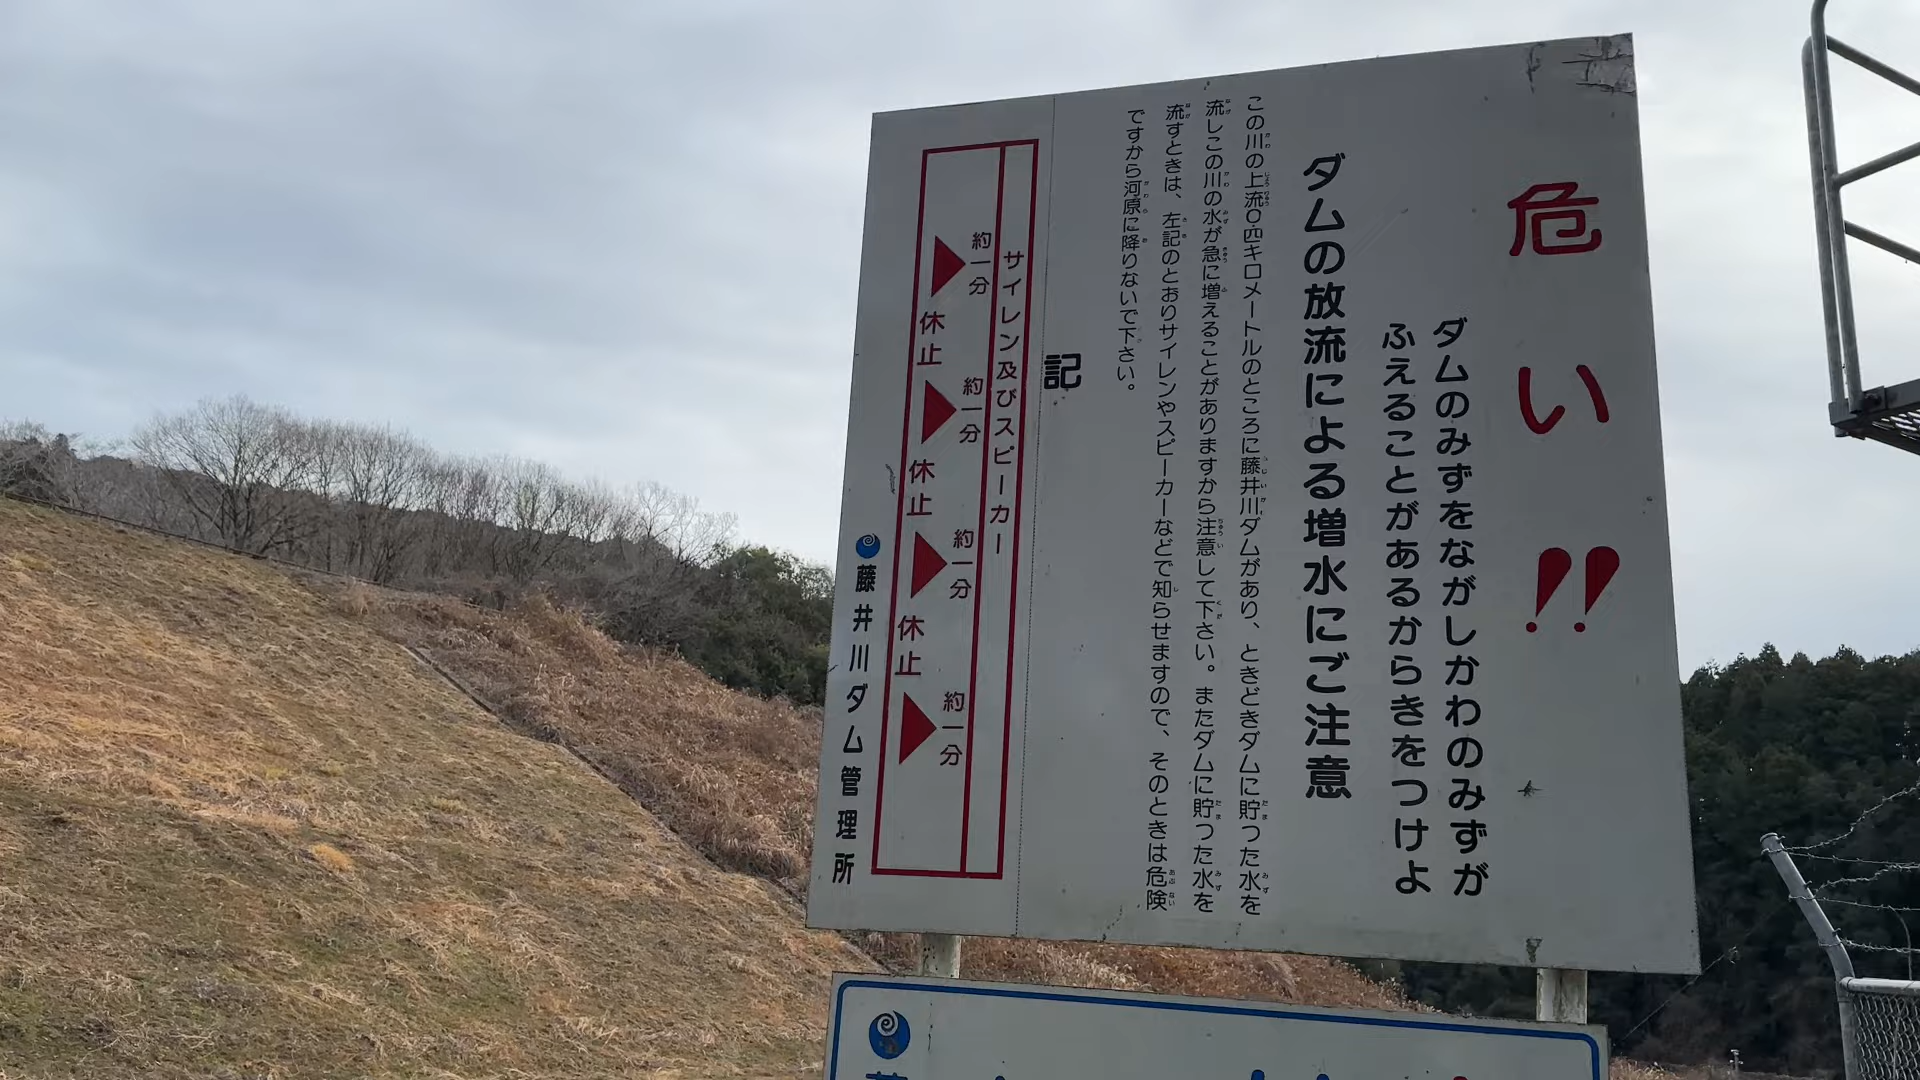 危い!!
ダムのみずをながしかわのみずが
ふえることがあるからきをつけよ
ダムの放流による増水にご注意
この川の上流0.四キロメートルのところに藤井川ダムがあり、ときどきダムに貯った水を
流しこの川の水が急に増えることがありますから注意して下さい。またダムに貯った水を
流すときは、左記のとおりサイレンやスピーカーなどで知らせますので、そのときは危険
ですから河原に降りないで下さい。
記
サイレン及びスピーカー
約一分 約一分 約一分 約一分
休止 休止 休止
藤井川ダム管理所